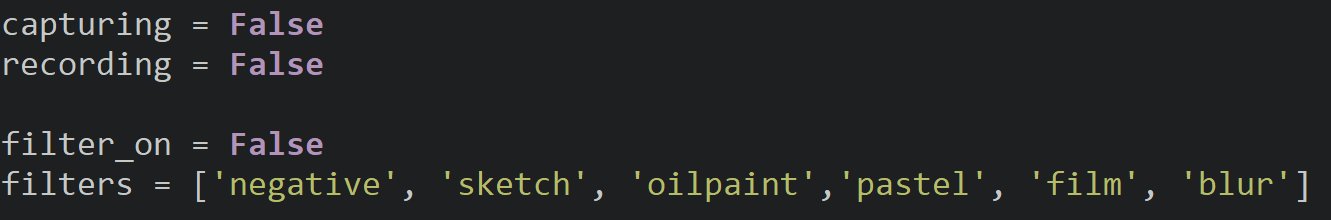 capturing = False
recording = False
filter_on = False
filters = ['negative', 'sketch', 'oilpaint','pastel', 'film', 'blur']